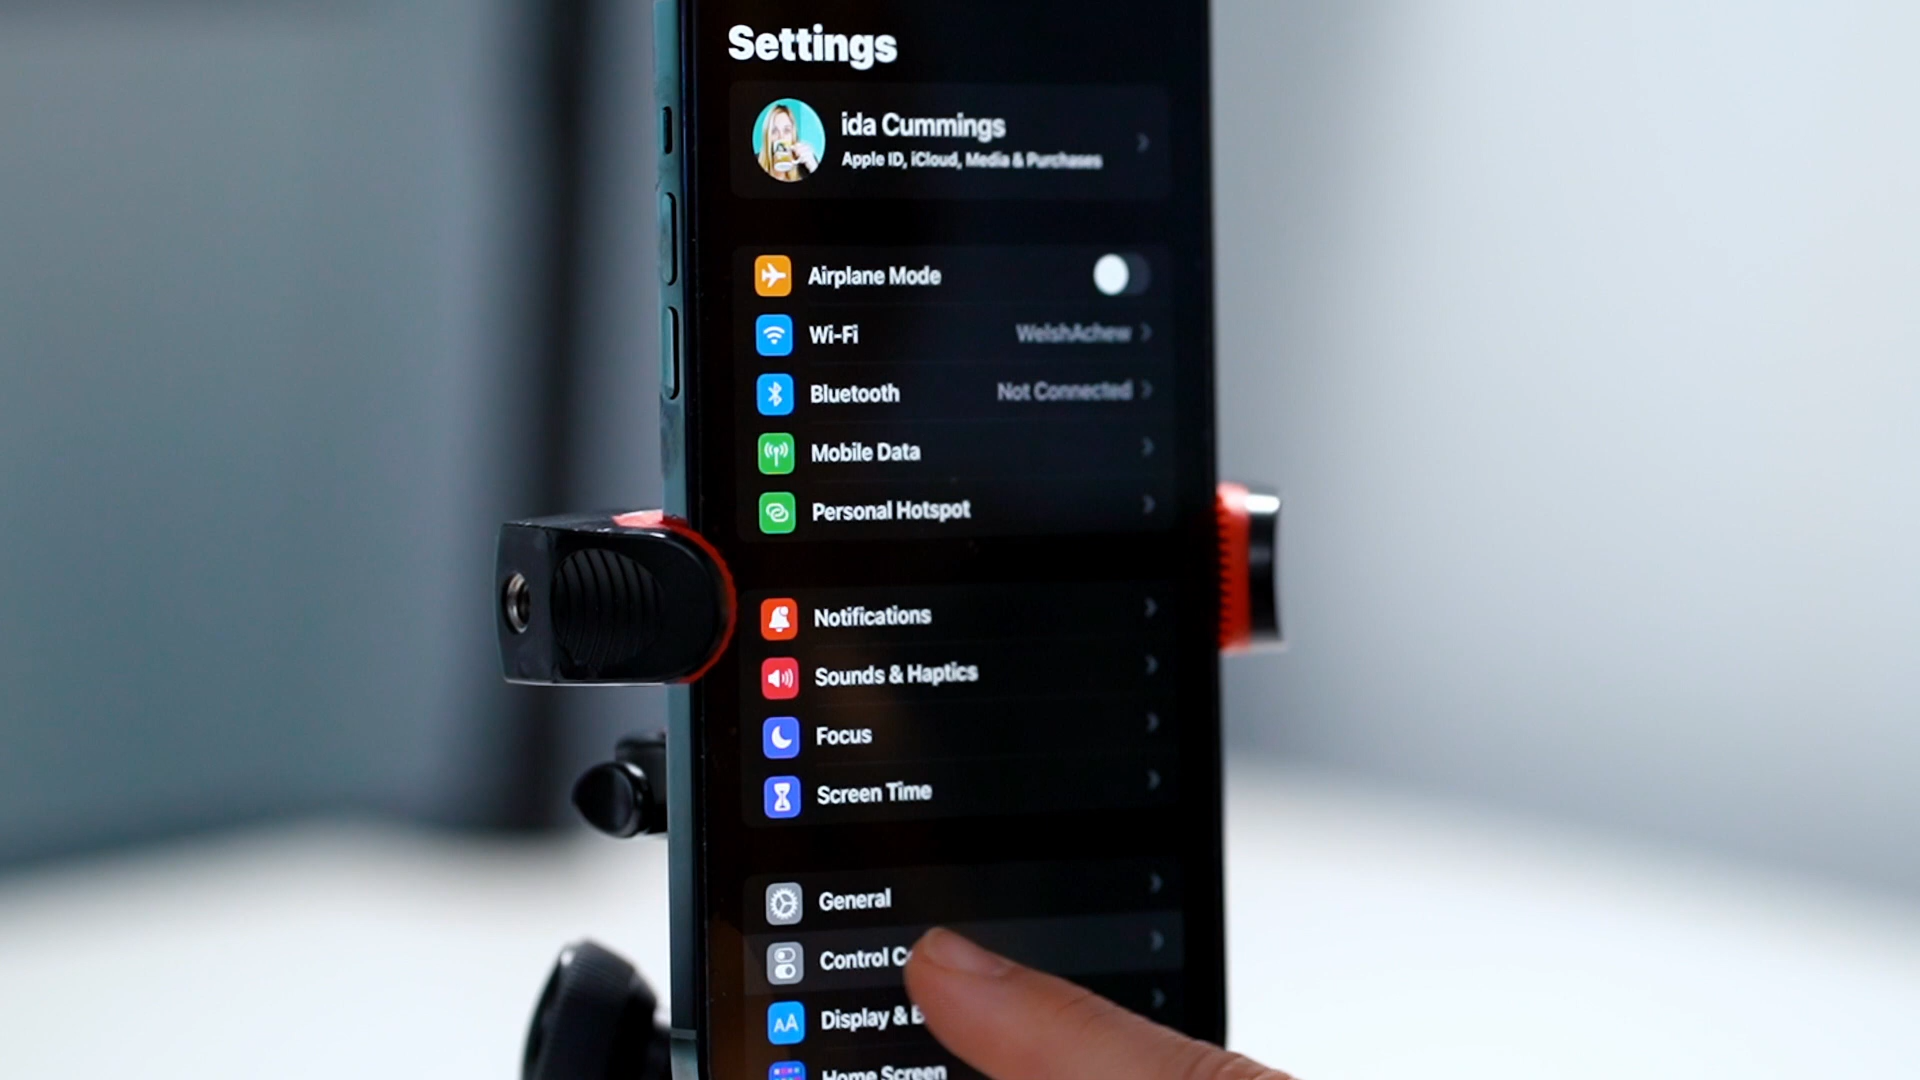 Settings
ida Cummings
Apple ID, iCloud, Media & Purchases
Airplane Mode
Wi-Fi WelshAchew
Bluetooth Not Connected
Mobile Data
Personal Hotspot
Notifications
Sounds & Haptics
Focus
Screen Time
General
Control C
AA Display &
Home Screen